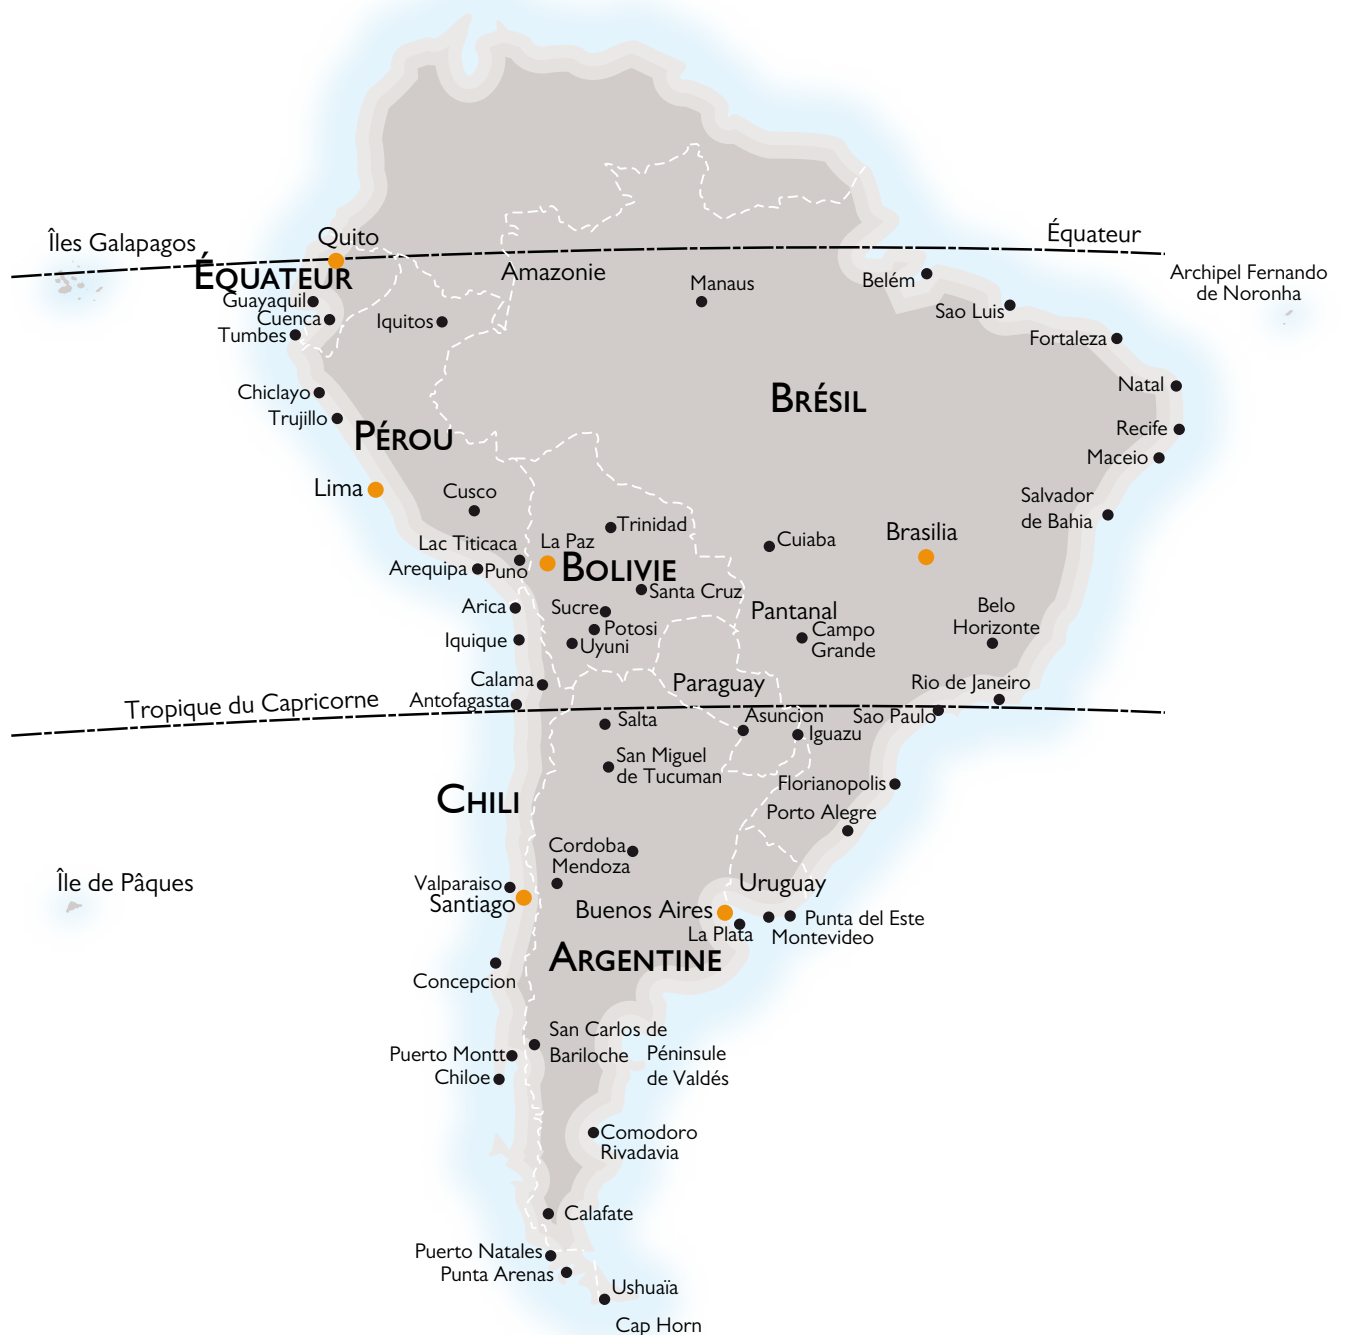 Équateur
Îles Galapagos
Quito
ÉQUATEUR
Amazonie
Archipel Fernando
de Noronha
Manaus
Belém
Guayaquil
Cuenca
Iquitos
Sao Luis
Tumbes
Fortaleza
Natal
Chiclayo
BRÉSIL
Trujillo
PÉROU
Recife
Maceio
Lima
Cusco
Salvador
de Bahia
Trinidad
Brasilia
Lac Titicaca
La Paz
Cuiaba
Arequipa
Puno
BOLIVIE
Santa Cruz
Arica
Sucre
Pantanal
Belo
Horizonte
Potosi
Campo
Grande
Iquique
Uyuni
Calama
Paraguay
Rio de Janeiro
Tropique du Capricorne
Antofagasta
Salta
Asuncion
Sao Paulo
Iguazu
San Miguel
de Tucuman
Florianopolis
CHILI
Porto Alegre
Cordoba
Mendoza
Île de Pâques
Valparaiso
Santiago
Uruguay
Buenos Aires
Punta del Este
La Plata
Montevideo
ARGENTINE
Concepcion
San Carlos de
Bariloche
Péninsule
de Valdés
Puerto Montt
Chiloe
Comodoro
Rivadavia
Calafate
Puerto Natales
Punta Arenas
Ushuaïa
Cap Horn